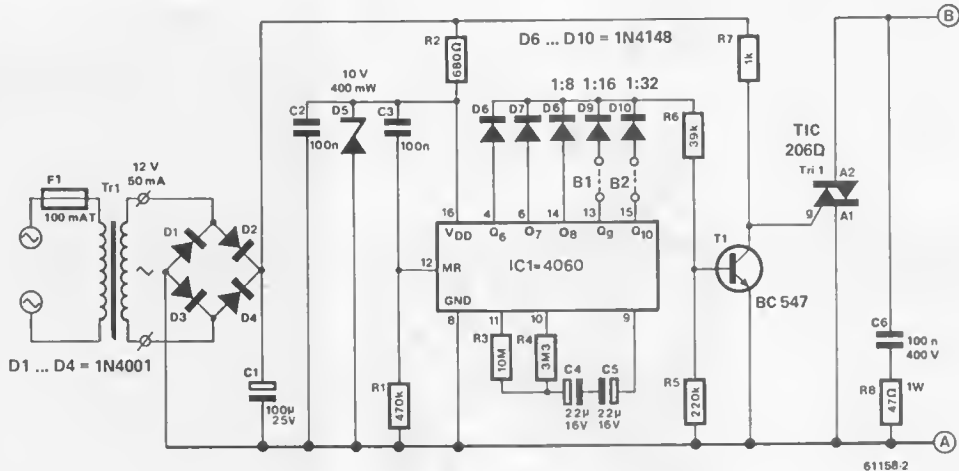 R2
680Ω
D6 ... D10 = 1N4148
R7
1k
B
10 V
400 mW
1:8 1:16 1:32
C2
100n
D5
C3
100n
D6
D7
D6
D9
D10
R6
39k
TIC
206D
Tri 1
A2
A1
g
F1
100 mA T
Tr1
12 V
50 mA
~
D1
D2
D3
D4
B1
B2
16
4
6
14
13
15
VDD
Q6
Q7
Q8
Q9
Q10
12
MR
IC1=4060
GND
8
11
10
9
T1
BC 547
R3
10M
R4
3M3
C4
22µ
16V
C5
22µ
16V
C6
100 n
400 V
D1 ... D4 = 1N4001
C1
100µ
25V
R1
470k
R5
220k
R8
47Ω
1W
A
61158-2